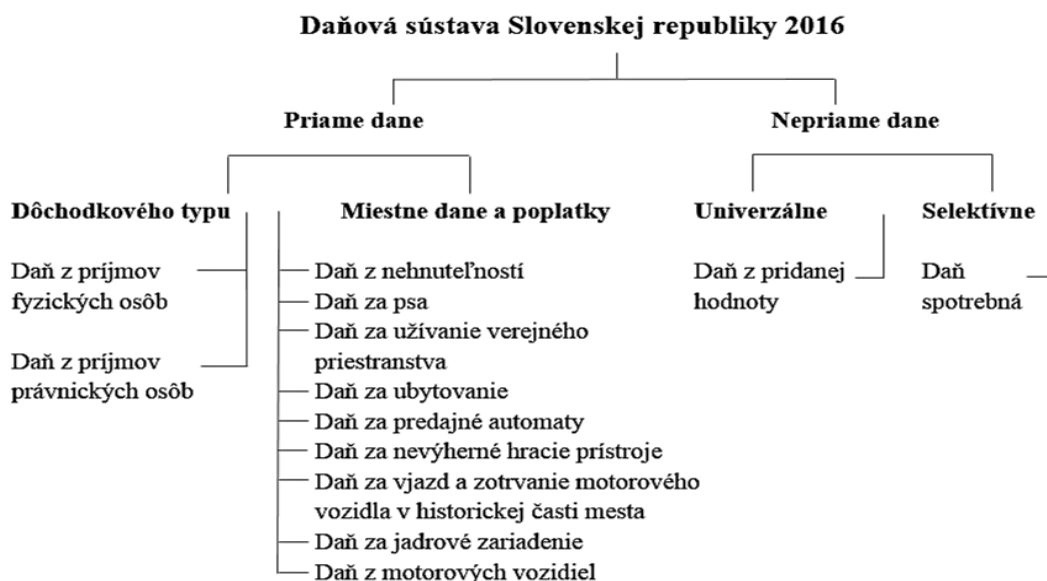 Daňová sústava Slovenskej republiky 2016
Priame dane
Nepriame dane
Dôchodkového typu
Miestne dane a poplatky
Univerzálne
Selektívne
Daň z príjmov
fyzických osôb
Daň z príjmov
právnických osôb
Daň z nehnuteľností
Daň za psa
Daň za užívanie verejného
priestranstva
Daň za ubytovanie
Daň za predajné automaty
Daň za nevýherné hracie prístroje
Daň za vjazd a zotrvanie motorového
vozidla v historickej časti mesta
Daň za jadrové zariadenie
Daň z motorových vozidiel
Daň z pridanej
hodnoty
Daň
spotrebná